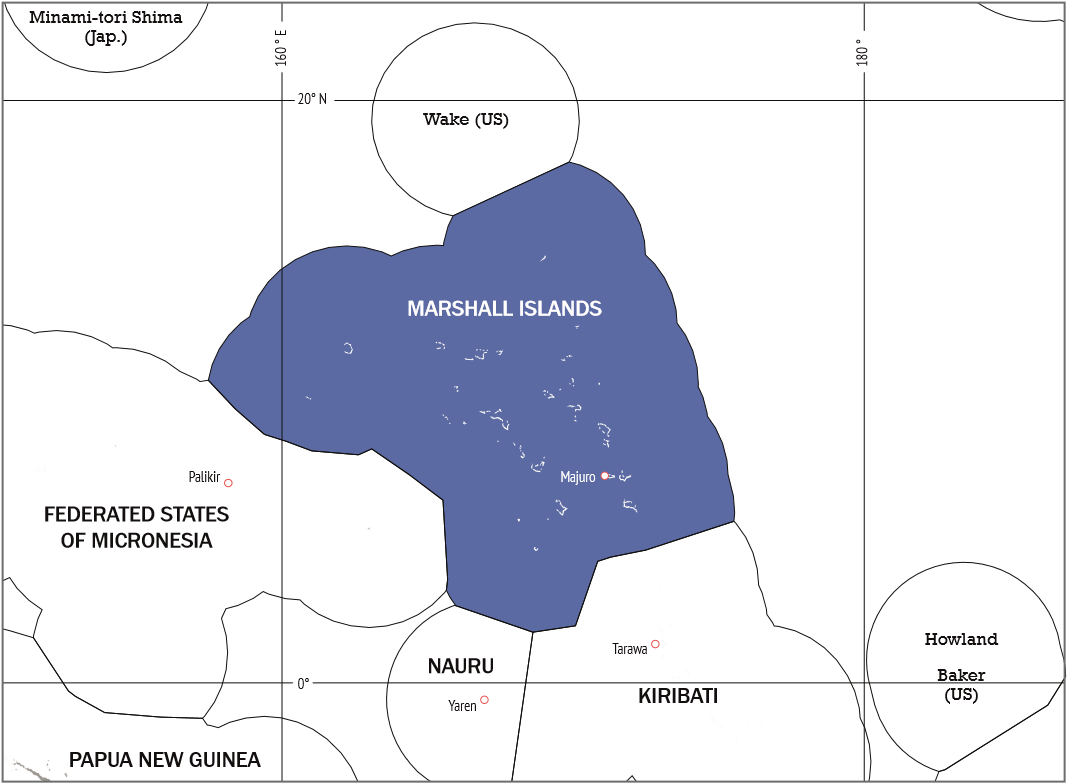 Minami-tori Shima
(Jap.)
160° E
180°
20° N
Wake (US)
MARSHALL ISLANDS
Palikir
Majuro
FEDERATED STATES
OF MICRONESIA
Howland
Tarawa
NAURU
Baker
(US)
0°
KIRIBATI
Yaren
PAPUA NEW GUINEA